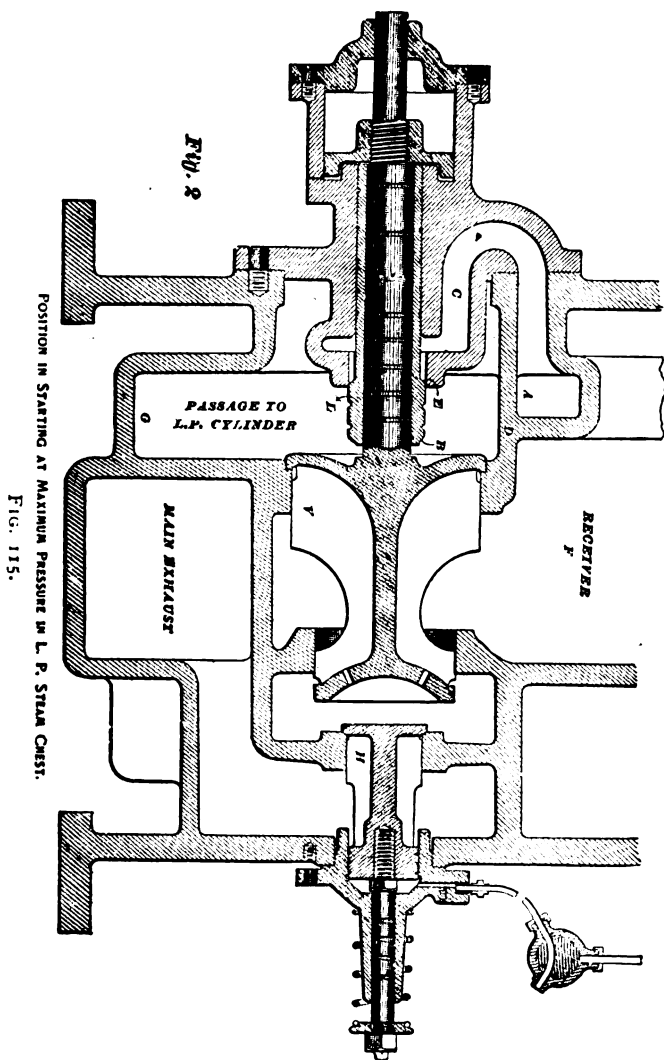 Fig. 2
A
C
A
D
E
L
PASSAGE TO
L.P. CYLINDER
RECEIVER
F
V
MAIN EXHAUST
H
POSITION IN STARTING AT MAXIMUM PRESSURE IN L. P. STEAM CHEST.
FIG. 115.